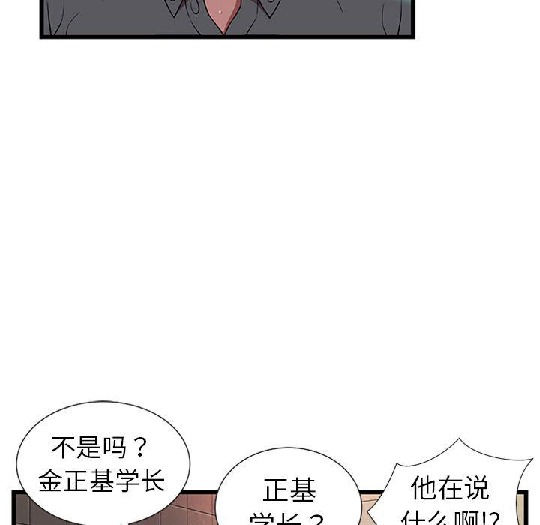 不是吗？
金正基学长
正基
学长？
他在说
什么啊!?